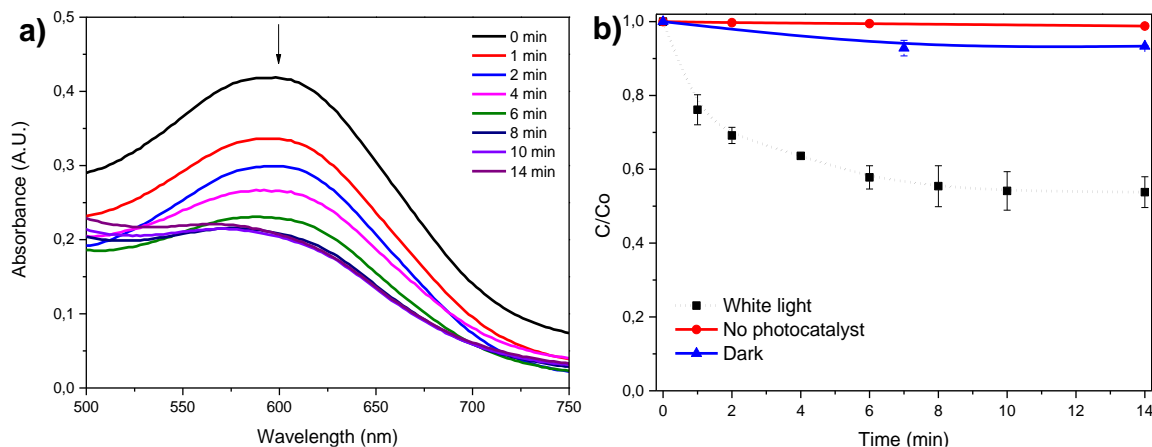 a)
0 min
1 min
2 min
4 min
6 min
8 min
10 min
14 min
0,5
0,4
0,3
0,2
0,1
0,0
500 550 600 650 700 750
Absorbance (A.U.)
Wavelength (nm)
b)
1,0
0,8
0,6
0,4
0,2
0,0
0 2 4 6 8 10 12 14
C/Co
White light
No photocatalyst
Dark
Time (min)